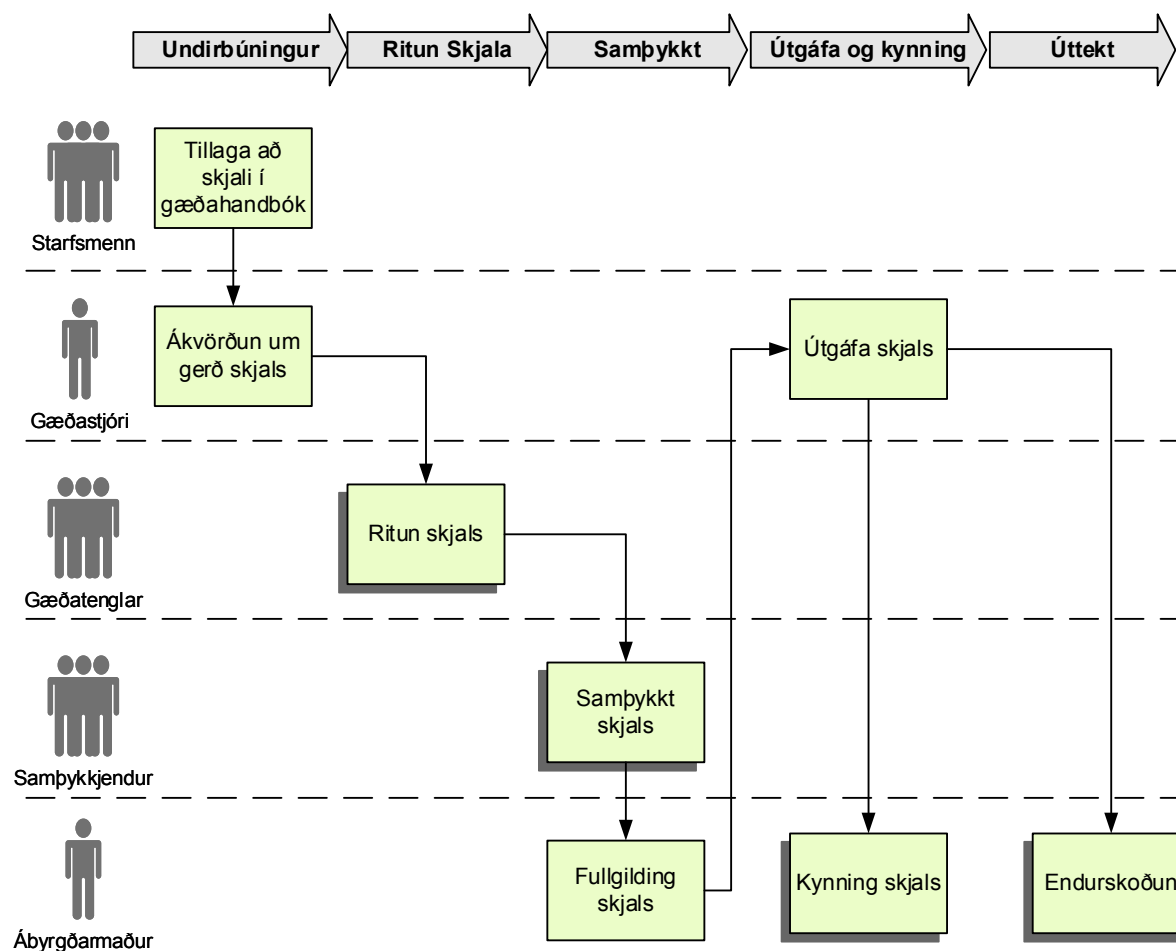 Undirbúningur
Ritun Skjala
Samþykkt
Útgáfa og kynning
Úttekt
Tillaga að
skjali í
gæðahandbók
Starfsmenn
Ákvörðun um
gerð skjals
Útgáfa skjals
Gæðastjóri
Ritun skjals
Gæðatenglar
Samþykkt
skjals
Samþykkjendur
Fullgilding
skjals
Kynning skjals
Endurskoðun
Ábyrgðarmaður